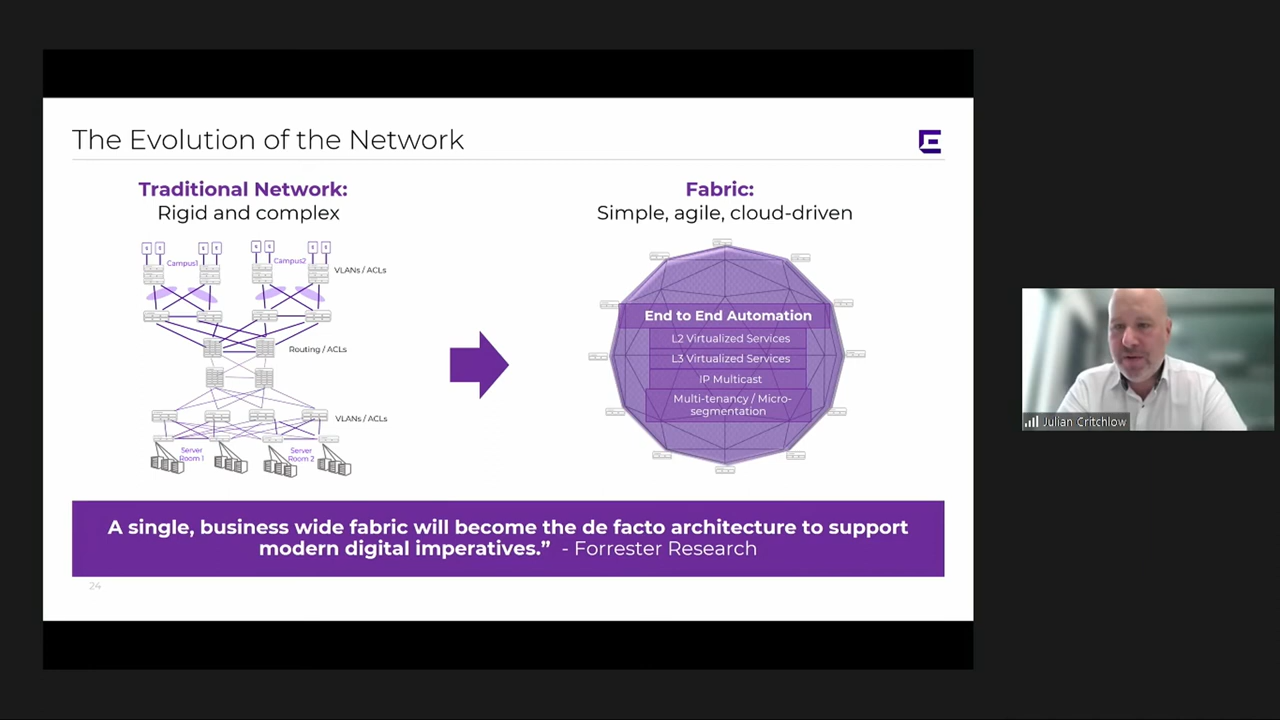 The Evolution of the Network
Traditional Network:
Rigid and complex
Campus1
Campus2
VLANs / ACLs
Routing / ACLs
VLANs / ACLs
Server
Room 1
Server
Room 2
Fabric:
Simple, agile, cloud-driven
End to End Automation
L2 Virtualized Services
L3 Virtualized Services
IP Multicast
Multi-tenancy / Micro-
segmentation
A single, business wide fabric will become the de facto architecture to support
modern digital imperatives.” - Forrester Research
24
Julian Critchlow